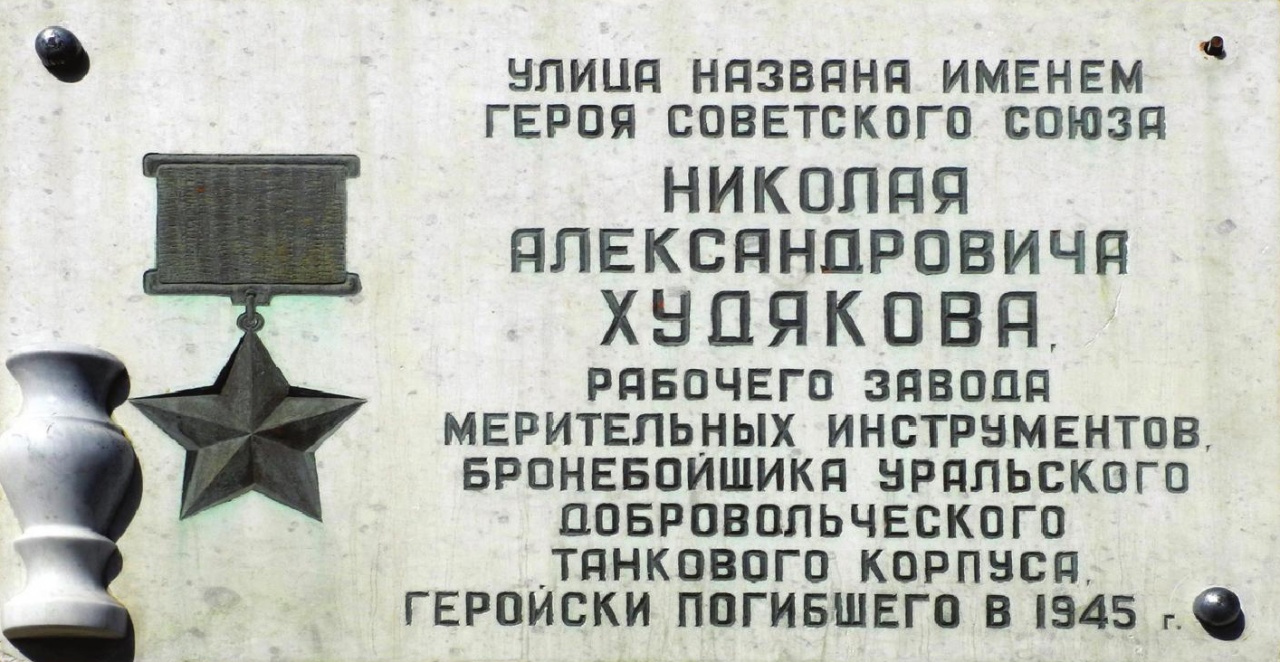 УЛИЦА НАЗВАНА ИМЕНЕМ
ГЕРОЯ СОВЕТСКОГО СОЮЗА
НИКОЛАЯ
АЛЕКСАНДРОВИЧА
ХУДЯКОВА,
РАБОЧЕГО ЗАВОДА
МЕРИТЕЛЬНЫХ ИНСТРУМЕНТОВ,
БРОНЕБОЙЩИКА УРАЛЬСКОГО
ДОБРОВОЛЬЧЕСКОГО
ТАНКОВОГО КОРПУСА,
ГЕРОЙСКИ ПОГИБШЕГО В 1945 г.